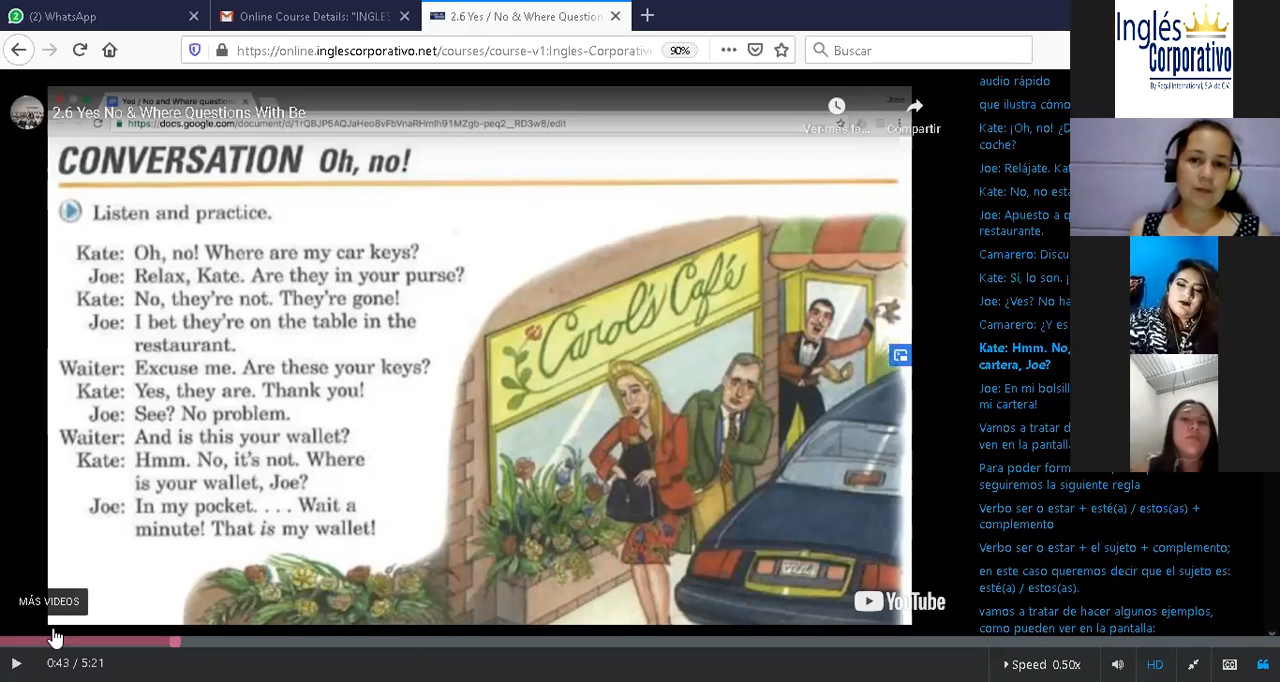 (2) WhatsApp
Online Course Details: "INGLES
2.6 Yes / No & Where Question
https://online.inglescorporativo.net/courses/course-v1:Ingles-Corporativ
90%
Buscar
Yes / No and Where question
Jose
2.6 Yes No & Where Questions With Be
Ver más ta...
Compartir
CONVERSATION Oh, no!
Listen and practice.
Kate: Oh, no! Where are my car keys?
Joe: Relax, Kate. Are they in your purse?
Kate: No, they're not. They're gone!
Joe: I bet they're on the table in the
restaurant.
Waiter: Excuse me. Are these your keys?
Kate: Yes, they are. Thank you!
Joe: See? No problem.
Waiter: And is this your wallet?
Kate: Hmm. No, it's not. Where
is your wallet, Joe?
Joe: In my pocket. . . . Wait a
minute! That is my wallet!
Carol's Café
MÁS VIDEOS
YouTube
0:43 / 5:21
Speed 0.50x
HD
audio rápido
que ilustra cómo
Kate: ¡Oh, no! ¿D
coche?
Joe: Relájate. Kat
Kate: No, no está
Joe: Apuesto a q
restaurante.
Camarero: Discu
Kate: Sí, lo son. ¡
Joe: ¿Ves? No ha
Camarero: ¿Y es
Kate: Hmm. No,
cartera, Joe?
Joe: En mi bolsill
mi cartera!
Vamos a tratar d
ven en la pantall
Para poder form
seguiremos la siguiente regla
Verbo ser o estar + esté(a) / estos(as) +
complemento
Verbo ser o estar + el sujeto + complemento;
en este caso queremos decir que el sujeto es:
esté(a) / estos(as).
vamos a tratar de hacer algunos ejemplos,
como pueden ver en la pantalla:
Inglés
Corporativo